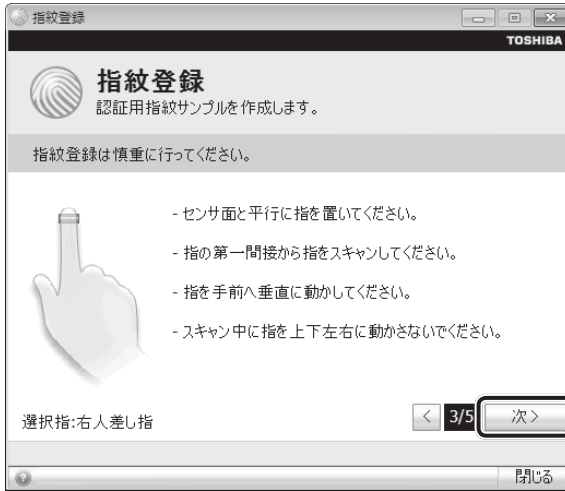 指紋登録
TOSHIBA
指紋登録
認証用指紋サンプルを作成します。
指紋登録は慎重に行ってください。
- センサ面と平行に指を置いてください。
- 指の第一間接から指をスキャンしてください。
- 指を手前へ垂直に動かしてください。
- スキャン中に指を上下左右に動かさないでください。
選択指:右人差し指
< 3/5 次 >
? 閉じる